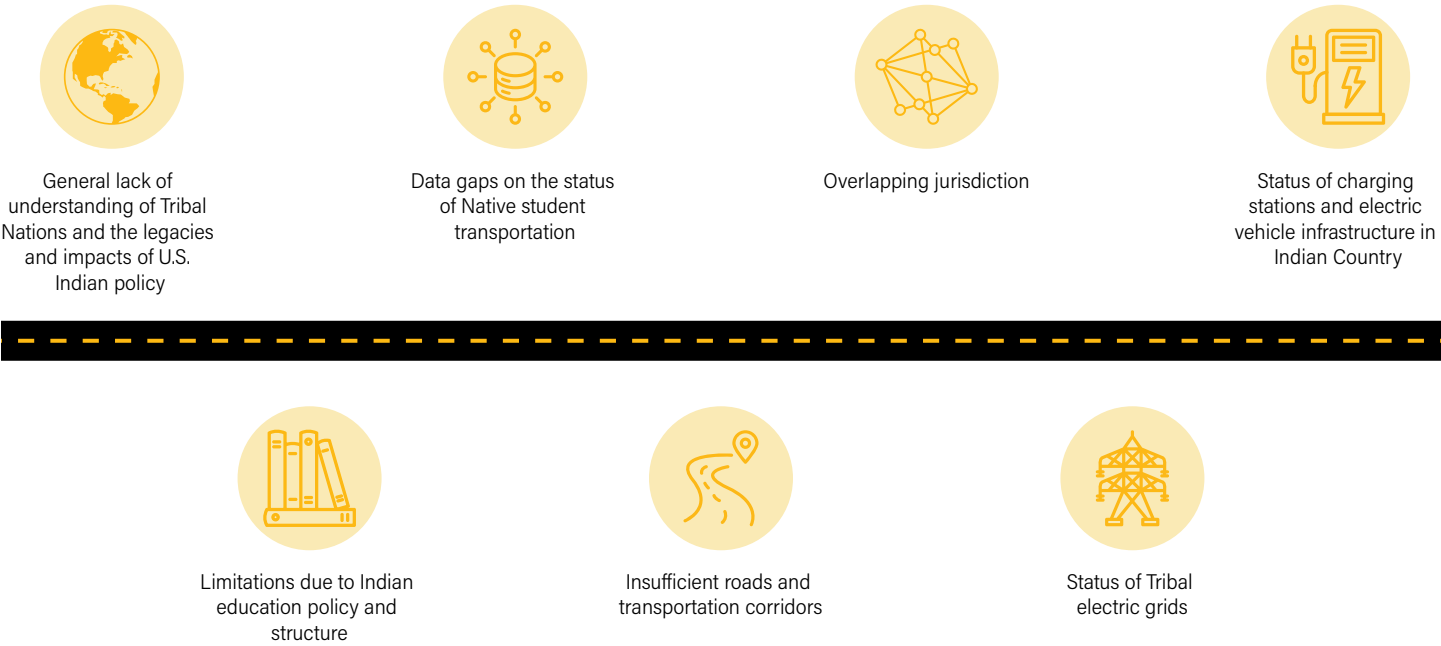 General lack of
understanding of Tribal
Nations and the legacies
and impacts of U.S.
Indian policy
Data gaps on the status
of Native student
transportation
Overlapping jurisdiction
Status of charging
stations and electric
vehicle infrastructure in
Indian Country
Limitations due to Indian
education policy and
structure
Insufficient roads and
transportation corridors
Status of Tribal
electric grids